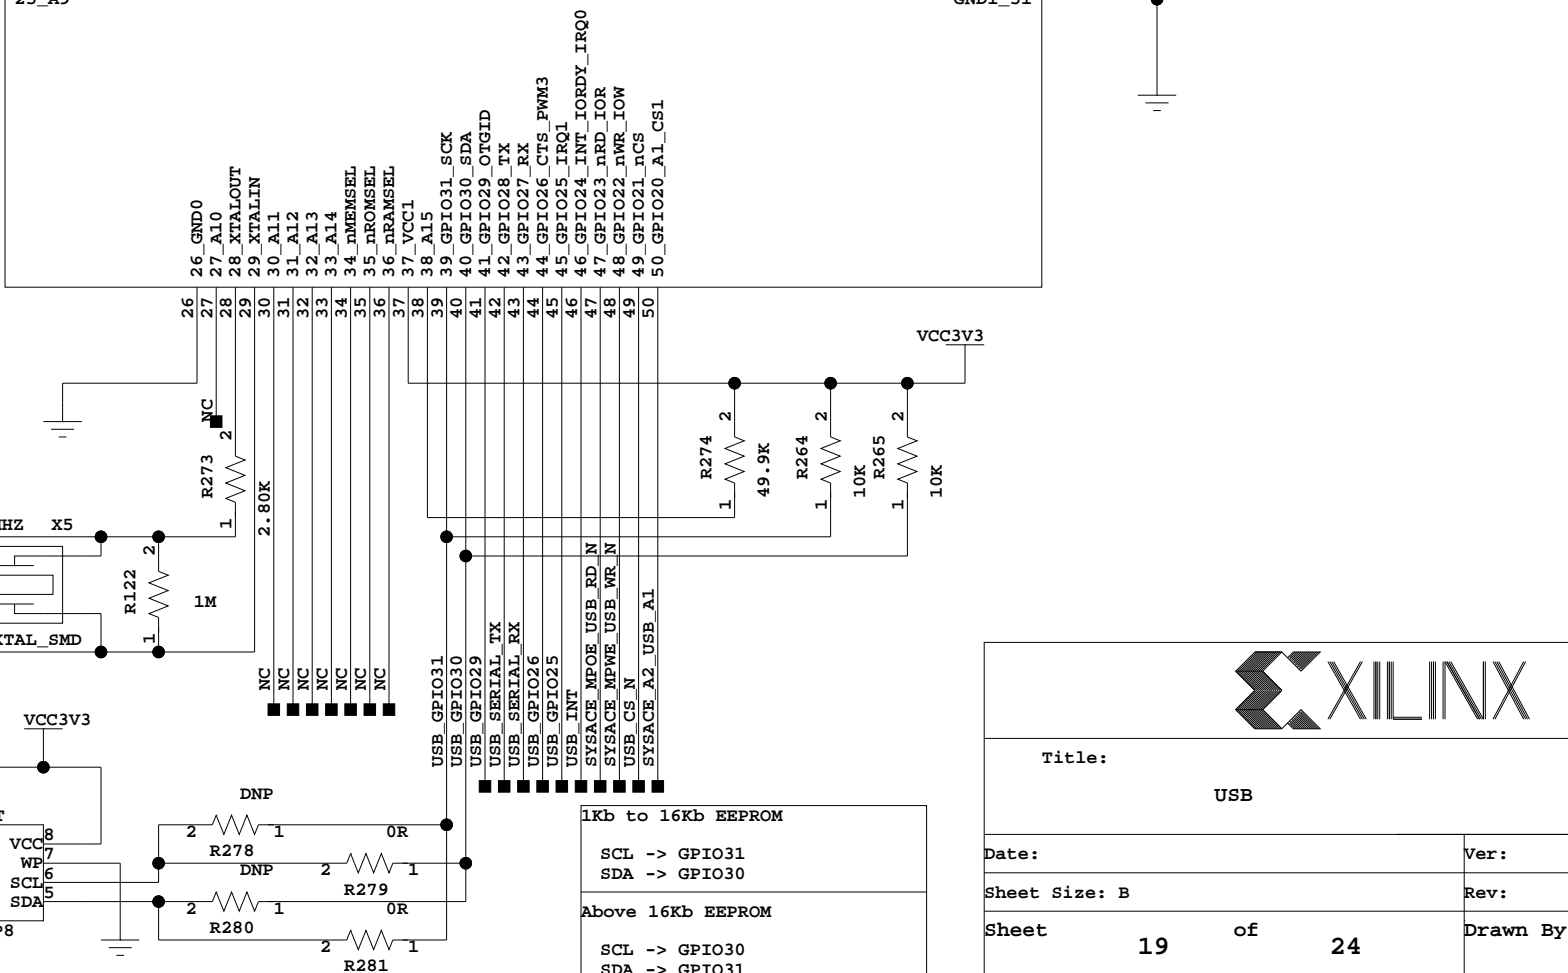 26_GND0
27_A10
28_XTALOUT
29_XTALIN
30_A11
31_A12
32_A13
33_A14
34_nMEMSEL
35_nROMSEL
36_nRAMSEL
37_VCC1
38_A15
39_GPIO31_SCK
40_GPIO30_SDA
41_GPIO29_OTGID
42_GPIO28_TX
43_GPIO27_RX
44_GPIO26_CTS_PWM3
45_GPIO25_IRQ1
46_GPIO24_INT_IORDY_IRQ0
47_GPIO23_nRD_IOR
48_GPIO22_nWR_IOW
49_GPIO21_nCS
50_GPIO20_A1_CS1
26
27
28
29
30
31
32
33
34
35
36
37
38
39
40
41
42
43
44
45
46
47
48
49
50
VCC3V3
NC
2
R273
2.80K
1
2
R274
49.9K
1
2
R264
10K
1
2
R265
10K
1
HZ X5
2
R122
1M
1
XTAL_SMD
NC
NC
NC
NC
NC
NC
NC
USB_GPIO31
USB_GPIO30
USB_GPIO29
USB_SERIAL_TX
USB_SERIAL_RX
USB_GPIO26
USB_GPIO25
USB_INT
SYSACE_MPOE_USB_RD_N
SYSACE_MPWE_USB_WR_N
USB_CS_N
SYSACE_A2_USB_A1
VCC3V3
VCC 8
WP 7
SCL 6
SDA 5
P8
DNP
2 1 0R
R278
DNP 2 1
R279
2 1 0R
R280
2 1
R281
1Kb to 16Kb EEPROM
SCL -> GPIO31
SDA -> GPIO30
Above 16Kb EEPROM
SCL -> GPIO30
SDA -> GPIO31
XILINX
Title:
USB
Date: Ver:
Sheet Size: B Rev:
Sheet 19 of 24 Drawn By